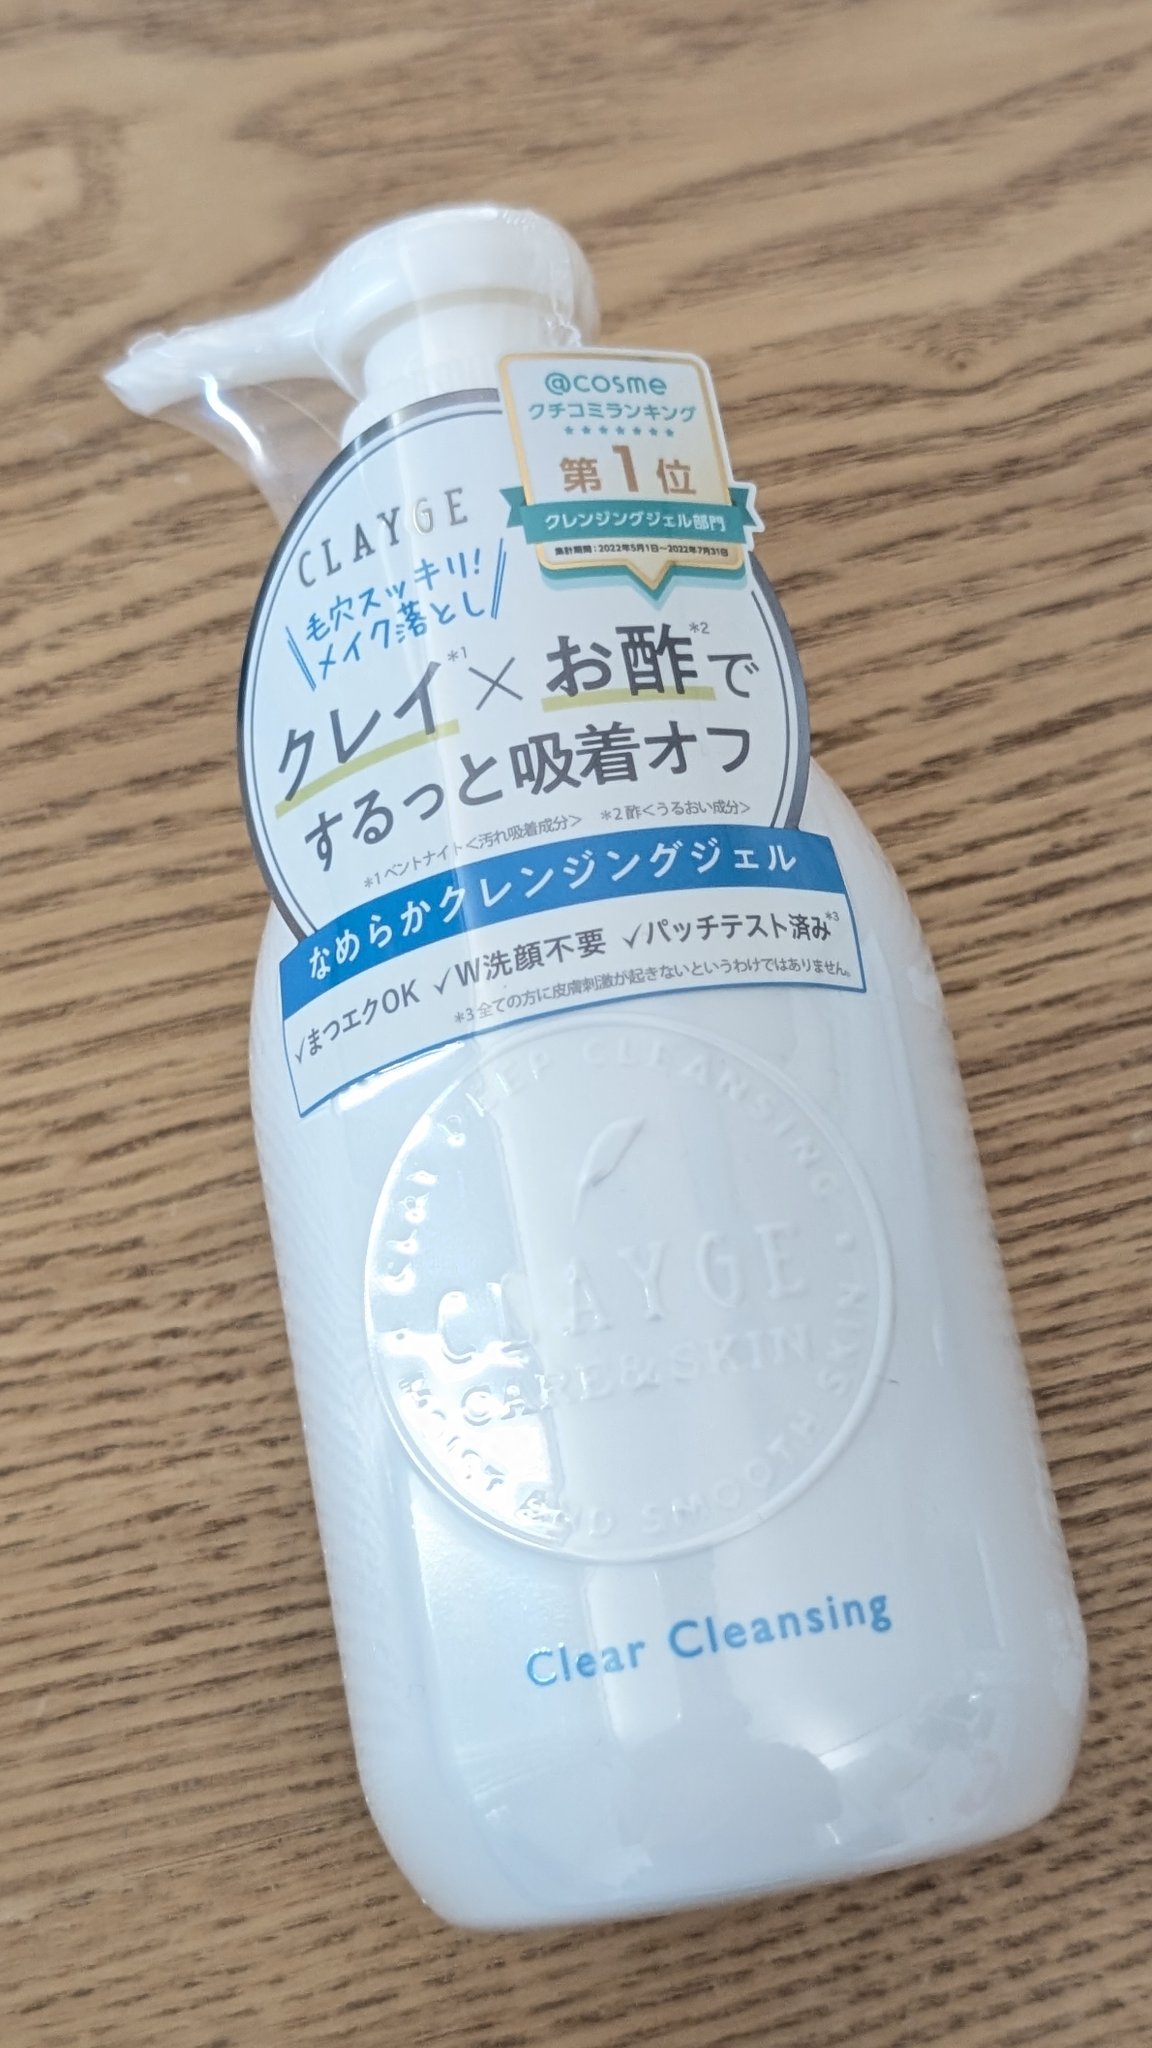 @cosme
クチコミランキング
★★★★★★★
第1位
クレンジングジェル部門
集計期間:2022年5月1日～2022年7月31日
CLAYGE
毛穴スッキリ!
メイク落とし
クレイ*1×お酢*2で
するっと吸着オフ
*1 ベントナイト<汚れ吸着成分> *2 酢<うるおい成分>
なめらかクレンジングジェル
✓まつエクOK ✓W洗顔不要 ✓パッチテスト済み*3
*3 全ての方に皮膚刺激が起きないというわけではありません。
DEEP CLEANSING • SKIN
CLAYGE
CARE&SKIN
MOIST AND SMOOTH
Clear Cleansing